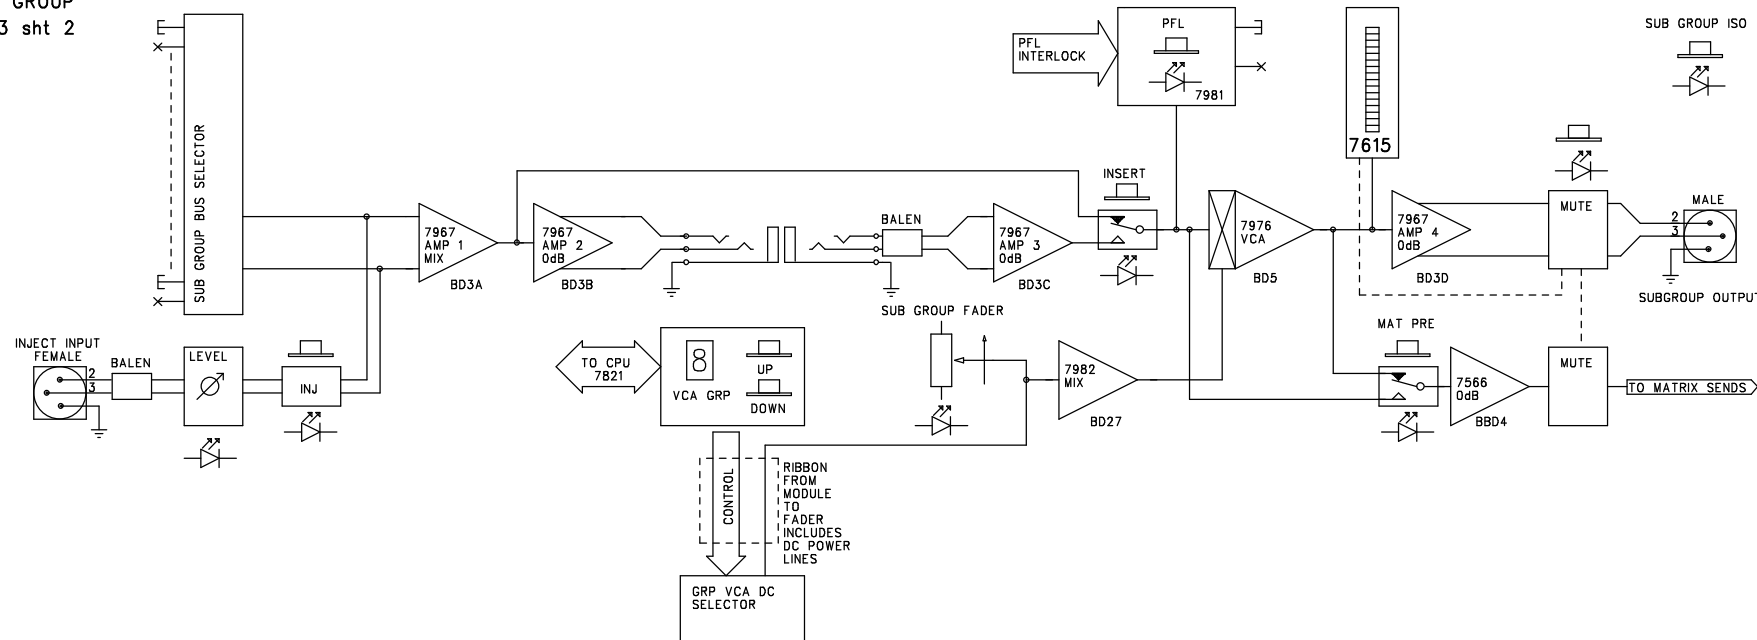 GROUP
3 sht 2
SUB GROUP BUS SELECTOR
INJECT INPUT
FEMALE
2
3
BALEN
LEVEL
INJ
7967
AMP 1
MIX
BD3A
7967
AMP 2
0dB
BD3B
BALEN
7967
AMP 3
0dB
BD3C
INSERT
PFL
INTERLOCK
PFL
7981
7976
VCA
BD5
7615
7967
AMP 4
0dB
BD3D
MUTE
SUB GROUP ISO
MALE
2
3
SUBGROUP OUTPUT
TO CPU
7821
8
VCA GRP
UP
DOWN
SUB GROUP FADER
7982
MIX
BD27
MAT PRE
7566
0dB
BBD4
MUTE
TO MATRIX SENDS
CONTROL
RIBBON
FROM
MODULE
TO
FADER
INCLUDES
DC POWER
LINES
GRP VCA DC
SELECTOR